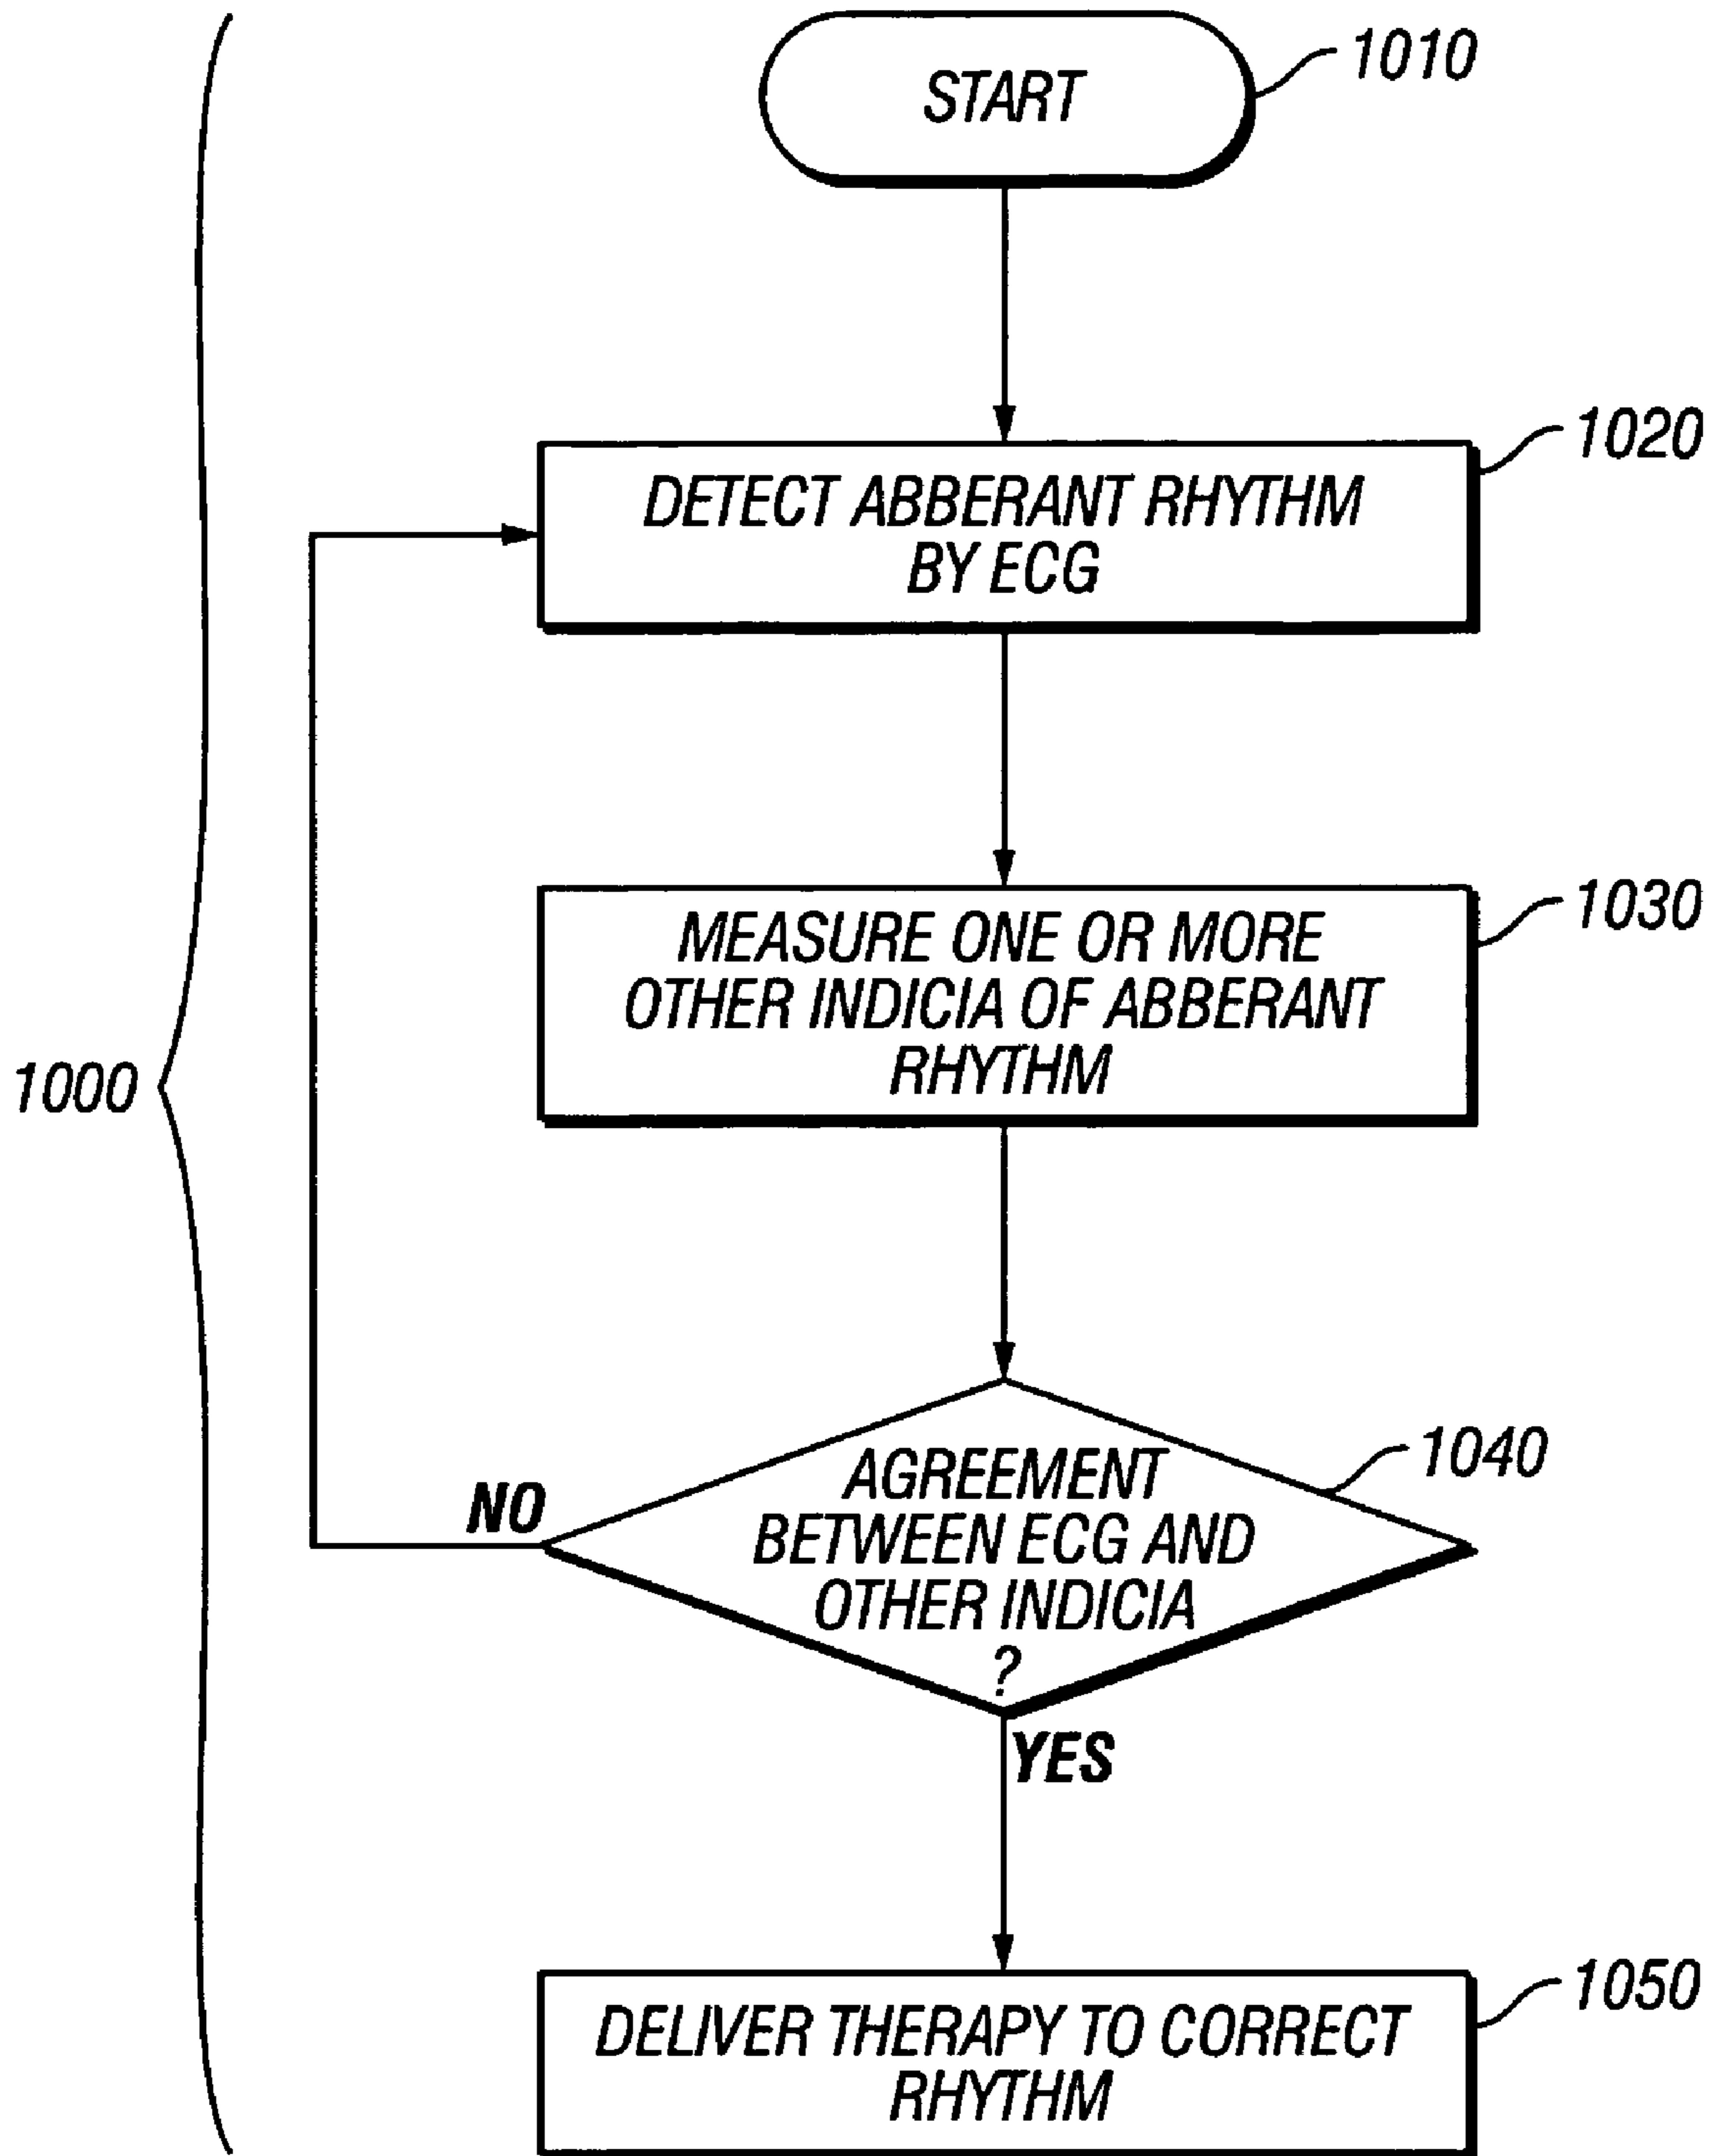 START
1010
DETECT ABBERANT RHYTHM
BY ECG
1020
MEASURE ONE OR MORE
OTHER INDICIA OF ABBERANT
RHYTHM
1030
1000
AGREEMENT
BETWEEN ECG AND
OTHER INDICIA
?
1040
NO
YES
DELIVER THERAPY TO CORRECT
RHYTHM
1050